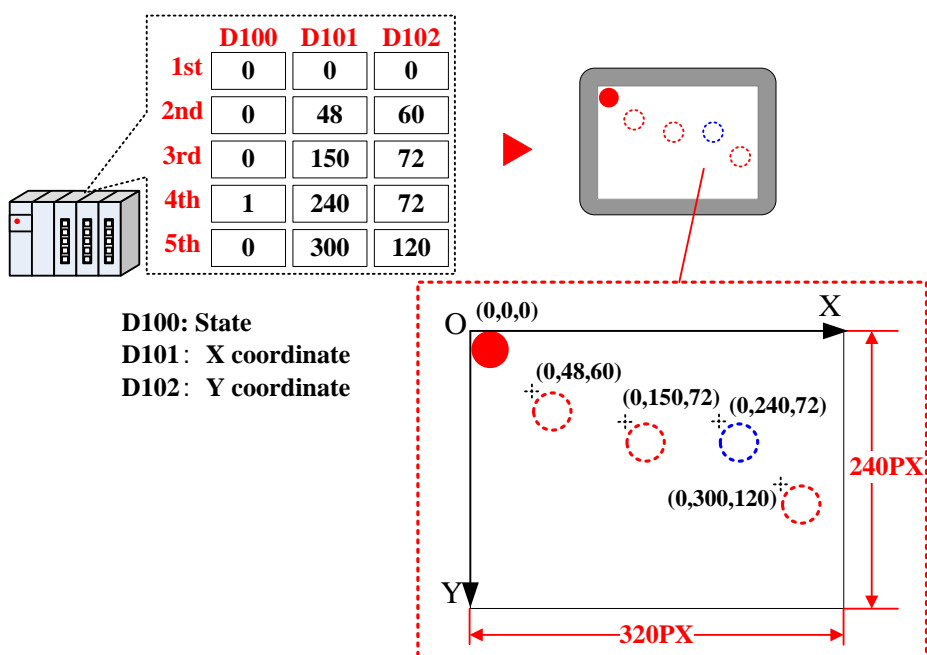 D100 D101 D102
1st 0 0 0
2nd 0 48 60
3rd 0 150 72
4th 1 240 72
5th 0 300 120
D100: State
D101： X coordinate
D102： Y coordinate
O (0,0,0) X
(0,48,60)
(0,150,72) (0,240,72)
240PX
(0,300,120)
Y
320PX